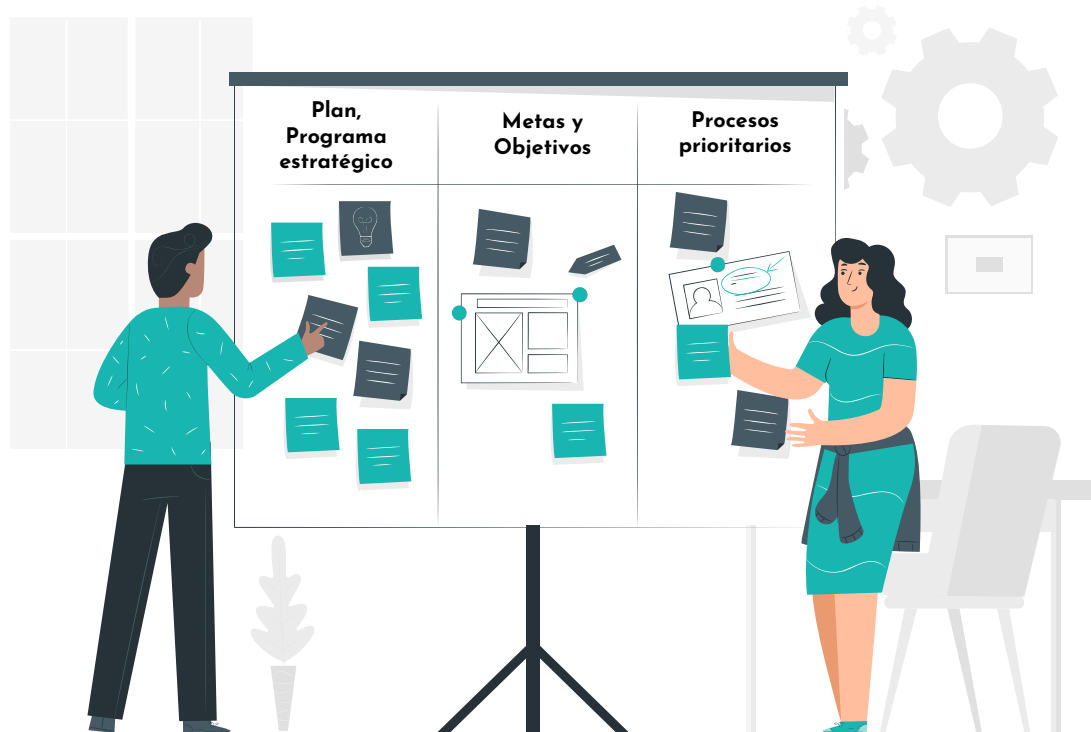 Plan,
Programa
estratégico
Metas y
Objetivos
Procesos
prioritarios